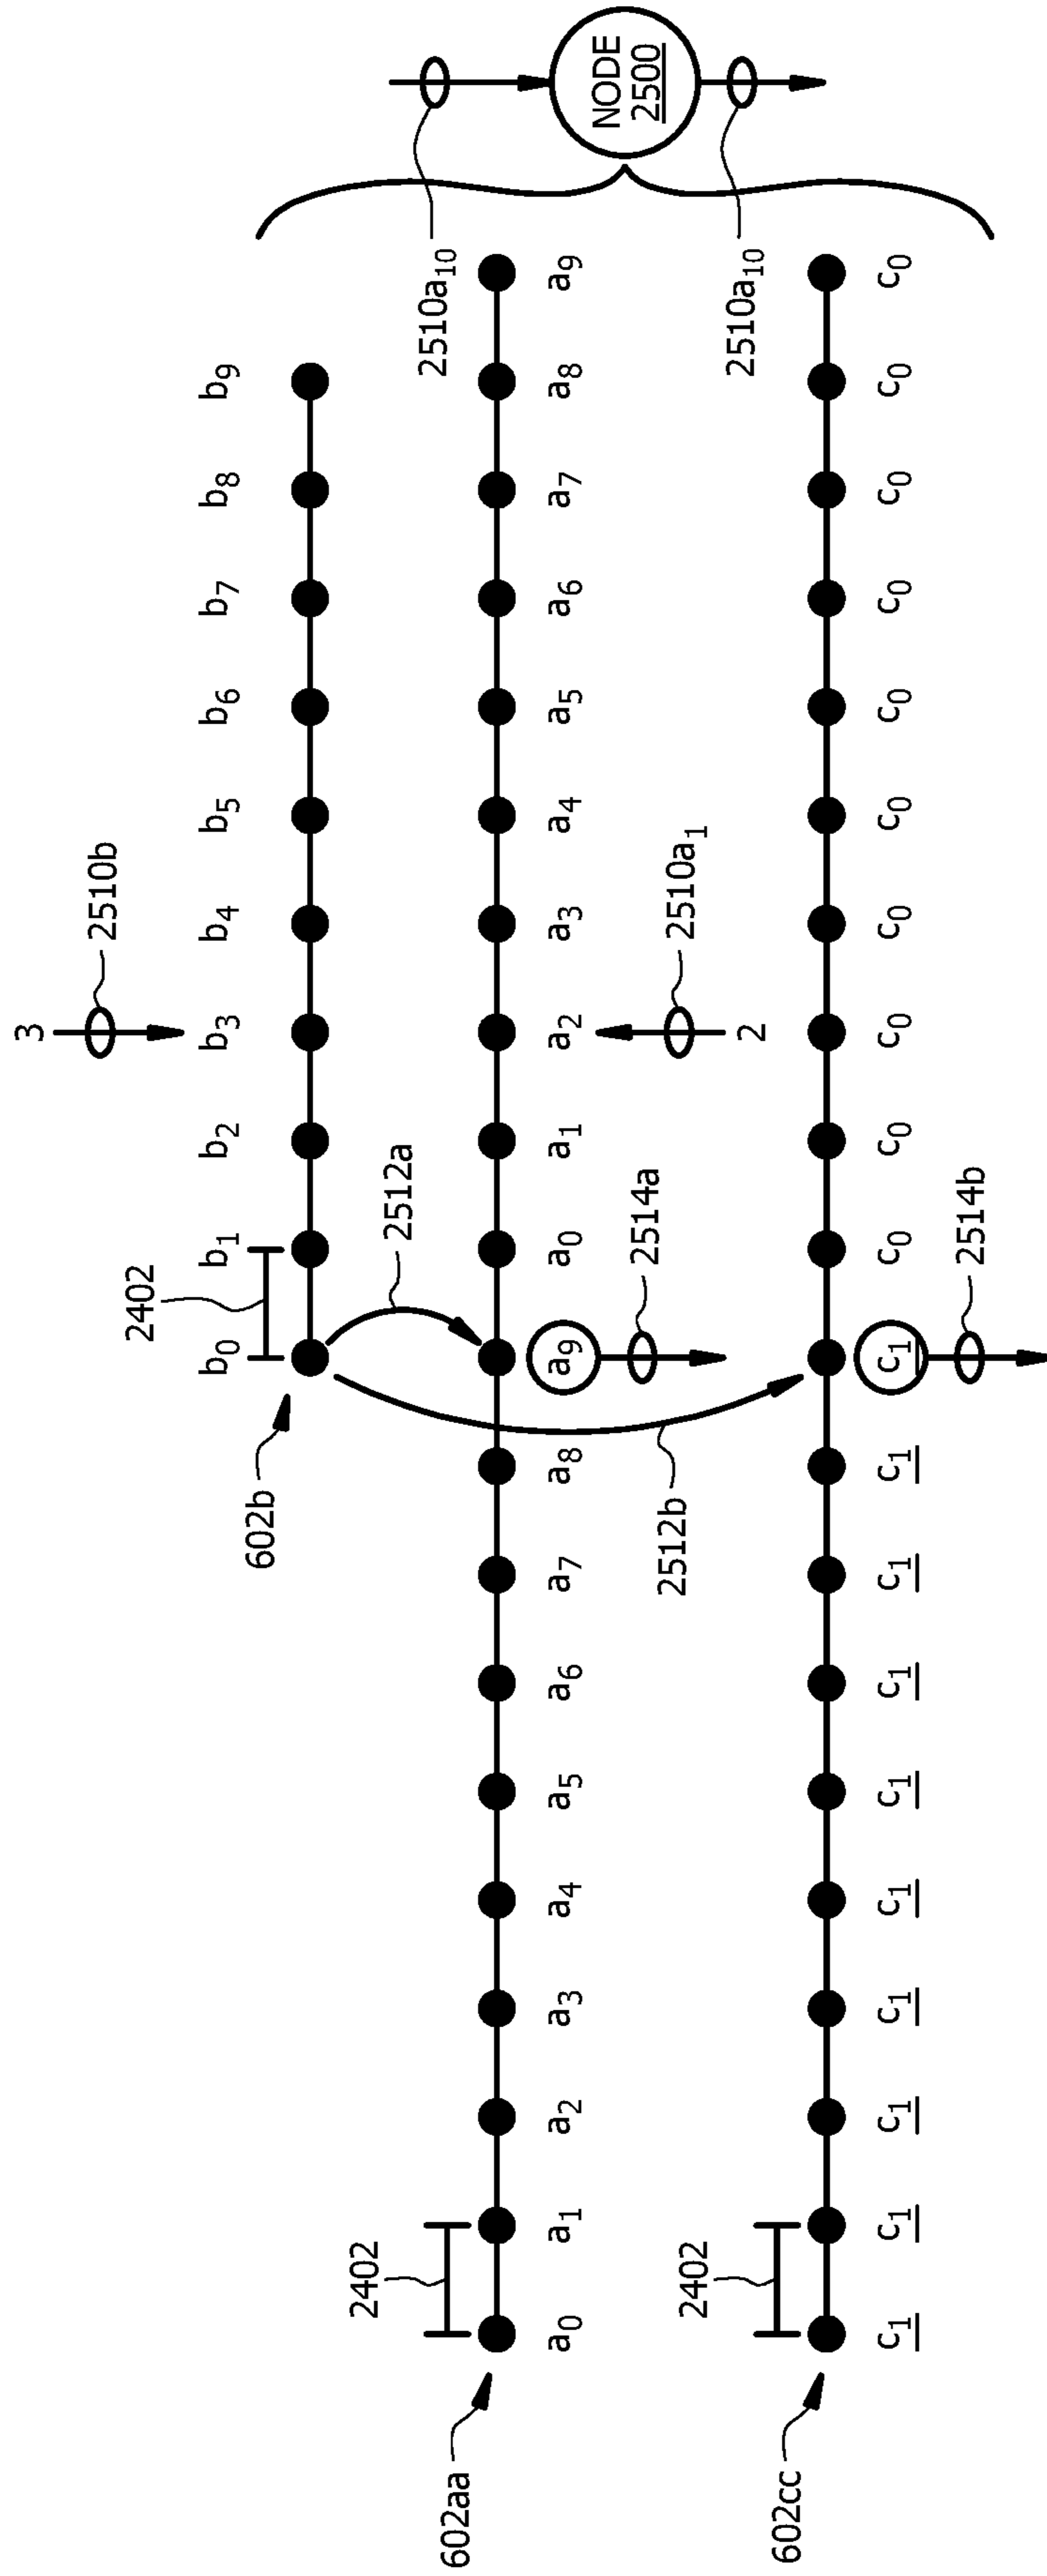 3
2510b
2402
b0 b1 b2 b3 b4 b5 b6 b7 b8 b9
602b
2402
2512a
2510a10
602aa
a0 a1 a2 a3 a4 a5 a6 a7 a8 a9 a0 a1 a2 a3 a4 a5 a6 a7 a8 a9
NODE
2500
2514a
2512b
2510a1
2402
2510a10
2
602cc
c1 c1 c1 c1 c1 c1 c1 c1 c1 c1 c0 c0 c0 c0 c0 c0 c0 c0 c0 c0
2514b